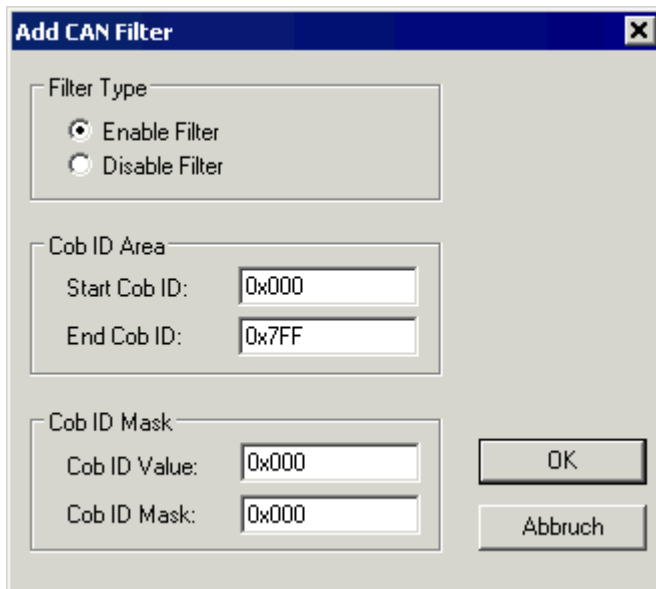 Add CAN Filter
Filter Type
Enable Filter
Disable Filter
Cob ID Area
Start Cob ID: 0x000
End Cob ID: 0x7FF
Cob ID Mask
Cob ID Value: 0x000
Cob ID Mask: 0x000
OK
Abbruch